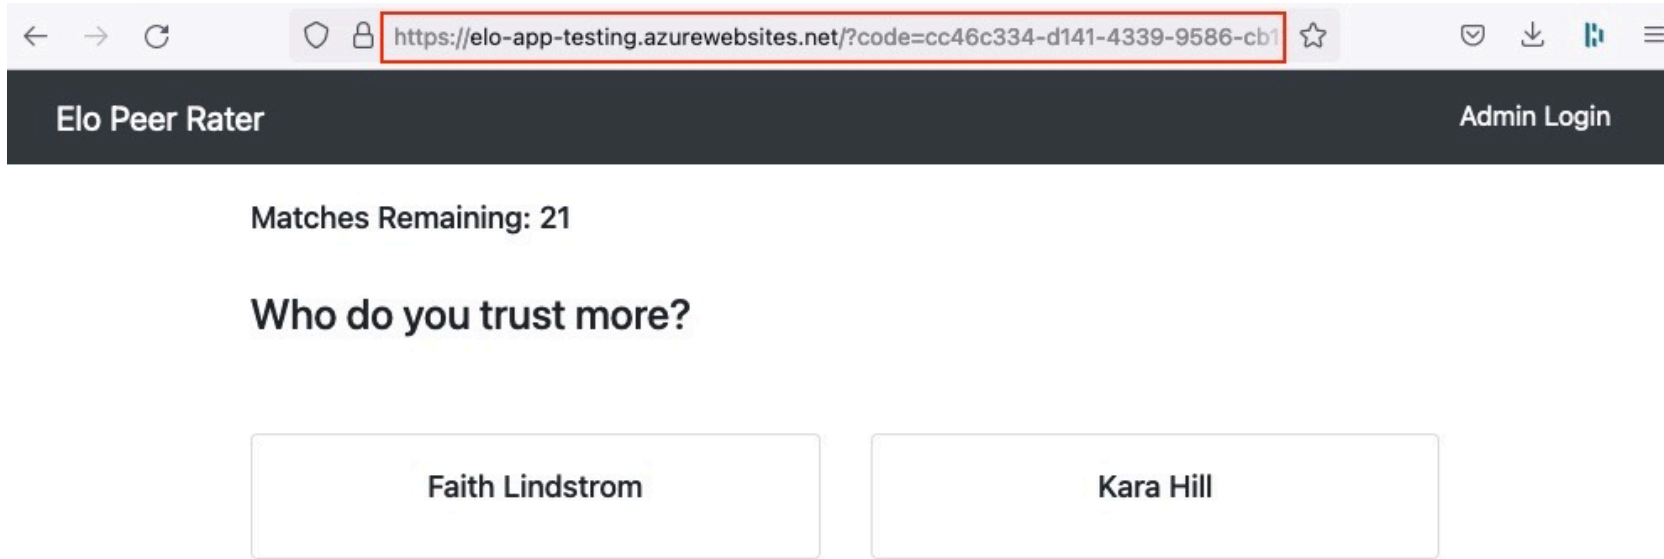 https://elo-app-testing.azurewebsites.net/?code=cc46c334-d141-4339-9586-cb1
Elo Peer Rater
Admin Login
Matches Remaining: 21
Who do you trust more?
Faith Lindstrom
Kara Hill